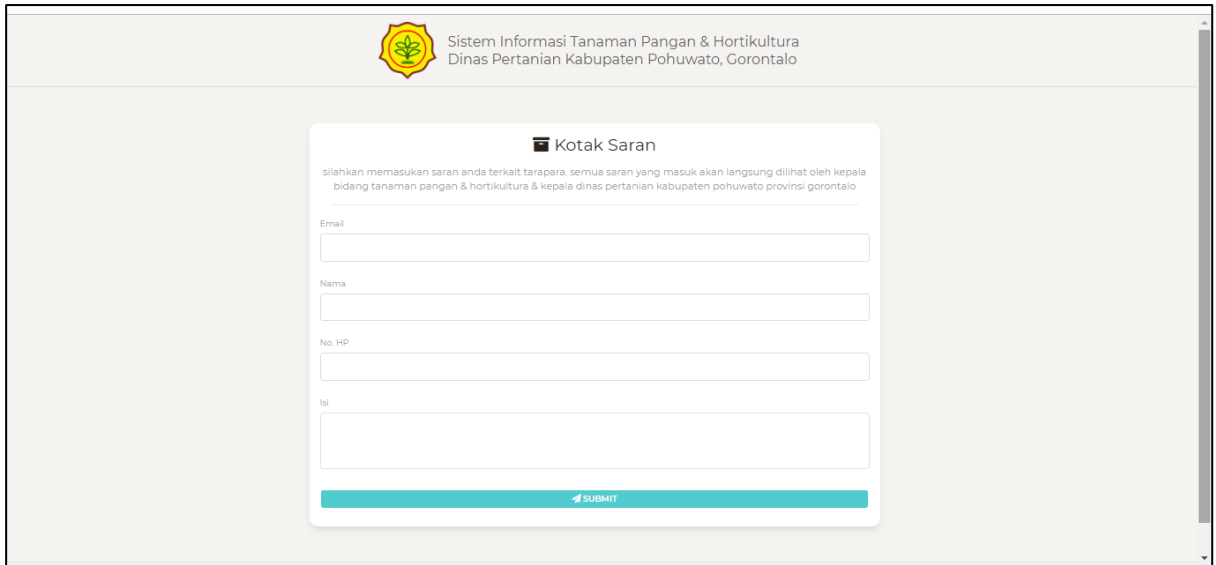 Sistem Informasi Tanaman Pangan & Hortikultura
Dinas Pertanian Kabupaten Pohuwato, Gorontalo
Kotak Saran
silahkan memasukan saran anda terkait tarapara. semua saran yang masuk akan langsung dilihat oleh kepala
bidang tanaman pangan & hortikultura & kepala dinas pertanian kabupaten pohuwato provinsi gorontalo
Email
Nama
No. HP
Isi
SUBMIT